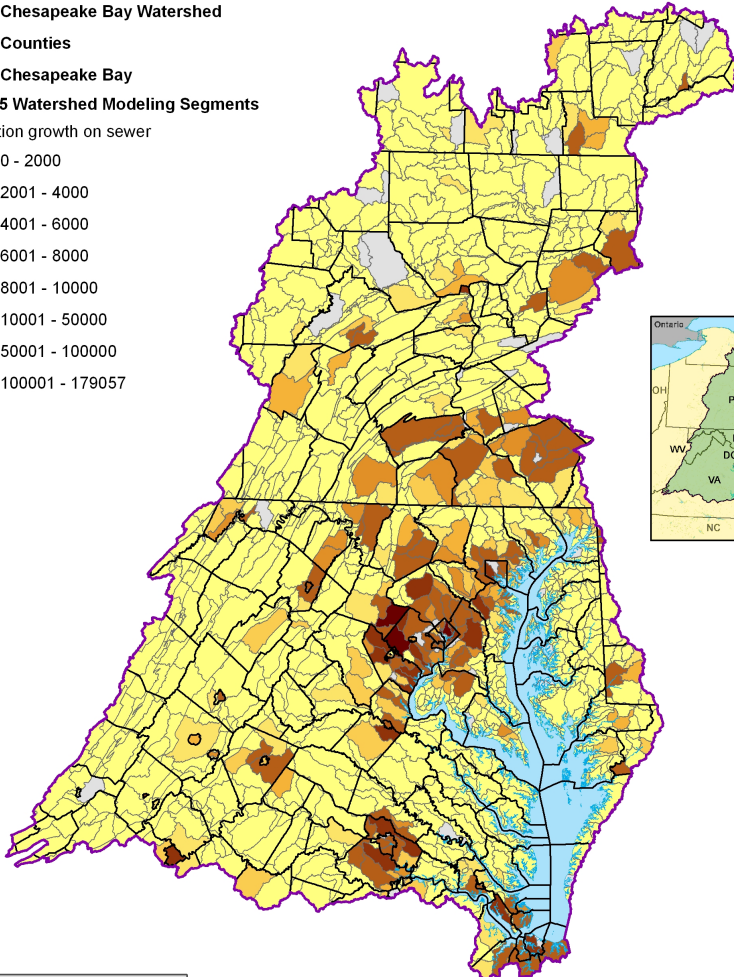 Chesapeake Bay Watershed
Counties
Chesapeake Bay
5 Watershed Modeling Segments
ion growth on sewer
0 - 2000
2001 - 4000
4001 - 6000
6001 - 8000
8001 - 10000
10001 - 50000
50001 - 100000
100001 - 179057
Ontario
OH
P
WV
DC
VA
NC